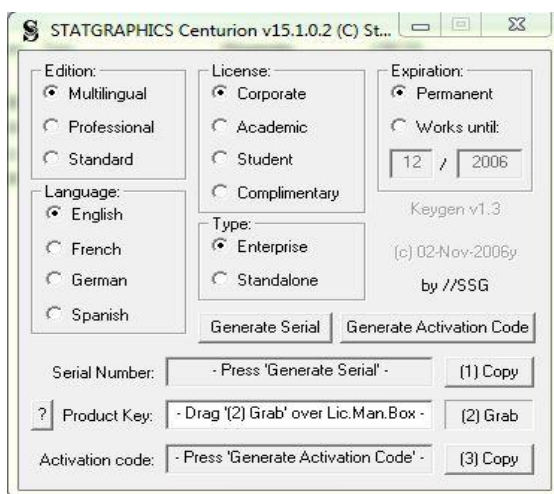 STATGRAPHICS Centurion v15.1.0.2 (C) St...
Edition:
Multilingual
Professional
Standard
Language:
English
French
German
Spanish
License:
Corporate
Academic
Student
Complimentary
Type:
Enterprise
Standalone
Expiration:
Permanent
Works until:
12 / 2006
Keygen v1.3
(c) 02-Nov-2006y
by //SSG
Generate Serial Generate Activation Code
Serial Number: - Press 'Generate Serial' - (1) Copy
? Product Key: - Drag '(2) Grab' over Lic.Man.Box - (2) Grab
Activation code: - Press 'Generate Activation Code' - (3) Copy